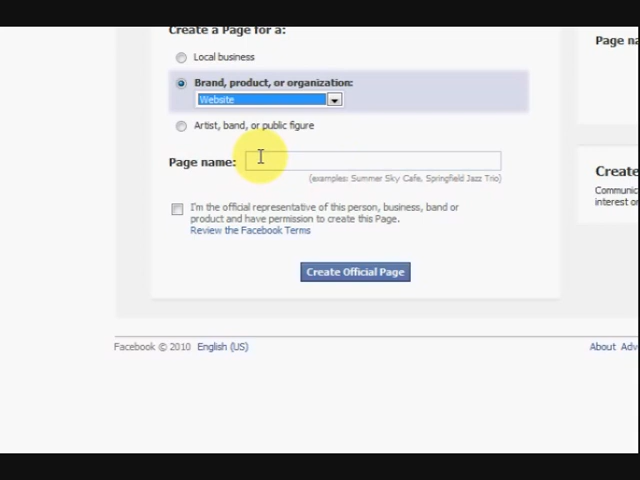 Create a Page for a:
Local business
Brand, product, or organization:
Website
Artist, band, or public figure
Page name:
(examples: Summer Sky Cafe, Springfield Jazz Trio)
I'm the official representative of this person, business, band or
product and have permission to create this Page.
Review the Facebook Terms
Create Official Page
Page na
Create
Communic
interest or
Facebook © 2010 English (US)
About Adv